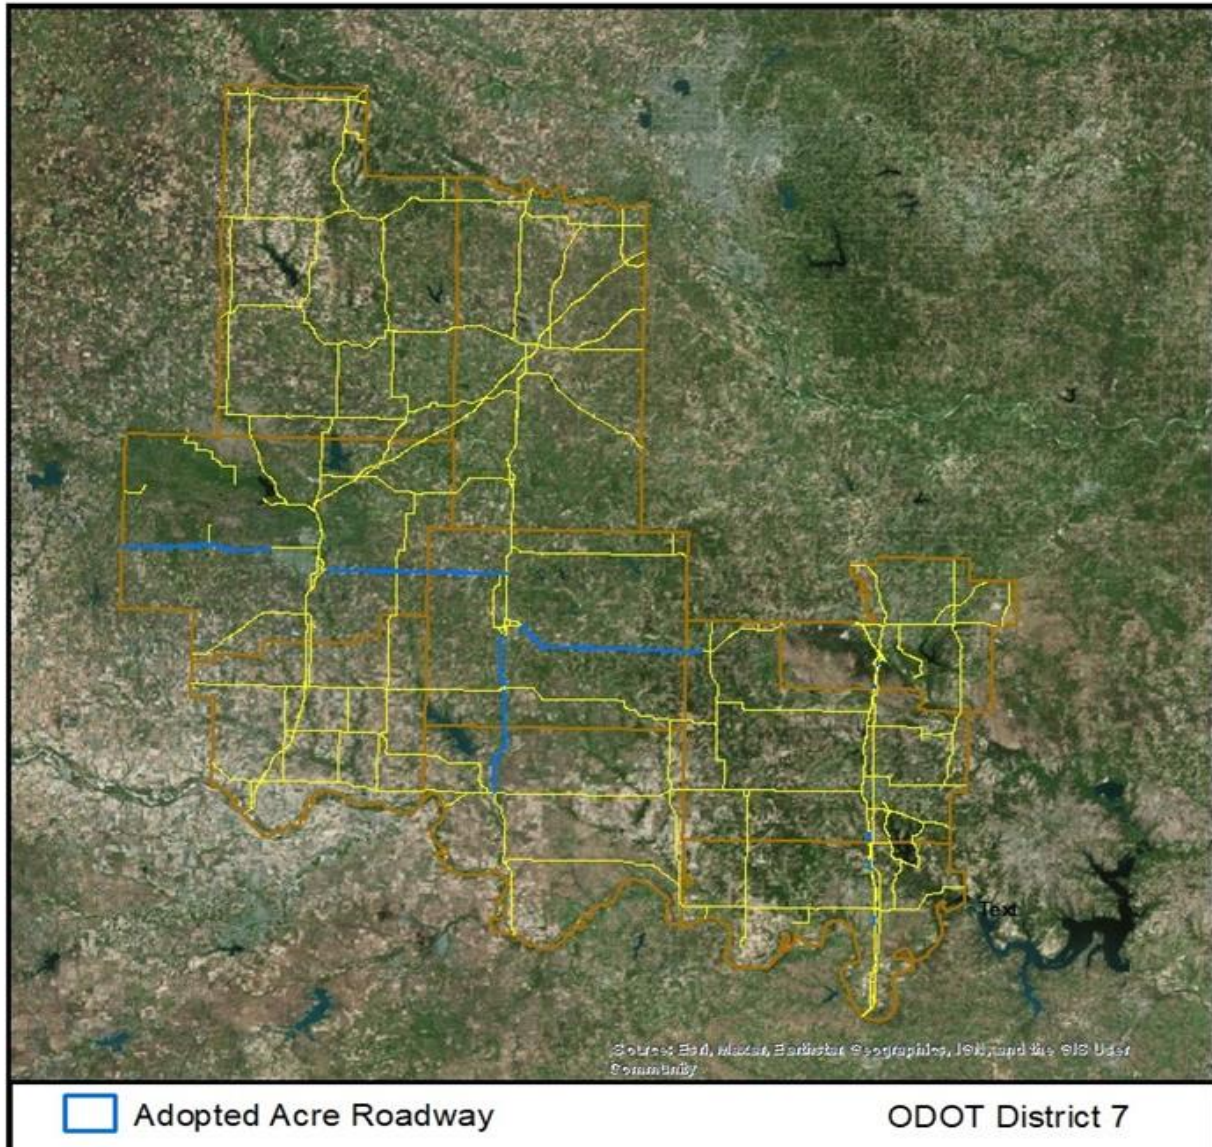 Text
Source: Esri, Maxar, Earthstar Geographics, IGN, and the GIS User
Community
Adopted Acre Roadway
ODOT District 7